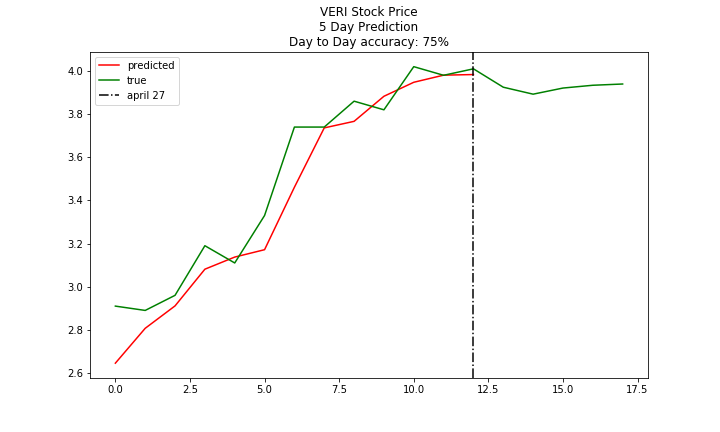 VERI Stock Price
5 Day Prediction
Day to Day accuracy: 75%
predicted
true
april 27
4.0
3.8
3.6
3.4
3.2
3.0
2.8
2.6
0.0 2.5 5.0 7.5 10.0 12.5 15.0 17.5